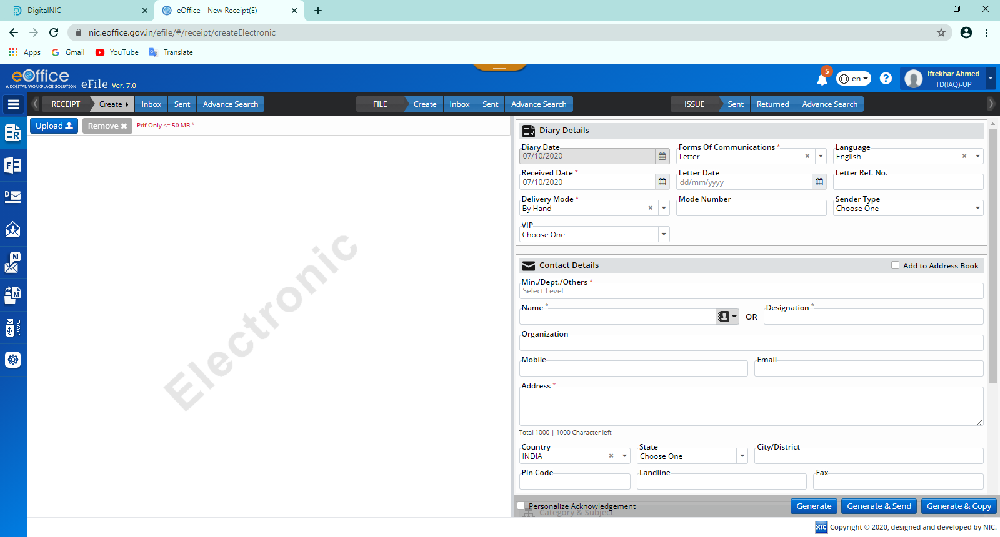 DigitalNIC
eOffice - New Receipt(E)
nic.eoffice.gov.in/efile/#/receipt/createElectronic
Apps Gmail YouTube Translate
eOffice
A DIGITAL WORKPLACE SOLUTION
eFile Ver. 7.0
5
en
?
Iftekhar Ahmed
TD(IAQ)-UP
RECEIPT Create Inbox Sent Advance Search
FILE Create Inbox Sent Advance Search
ISSUE Sent Returned Advance Search
R
F
D
N
M
DSC
Upload Remove Pdf Only <= 50 MB *
Electronic
Diary Details
Diary Date
07/10/2020
Forms Of Communications *
Letter
Language
English
Received Date *
07/10/2020
Letter Date
dd/mm/yyyy
Letter Ref. No.
Delivery Mode *
By Hand
Mode Number
Sender Type
Choose One
VIP
Choose One
Contact Details
Add to Address Book
Min./Dept./Others *
Select Level
Name *
OR
Designation *
Organization
Mobile
Email
Address *
Total 1000 | 1000 Character left
Country
INDIA
State
Choose One
City/District
Pin Code
Landline
Fax
Personalize Acknowledgement
Category & Subject
Generate
Generate & Send
Generate & Copy
NIC Copyright © 2020, designed and developed by NIC.